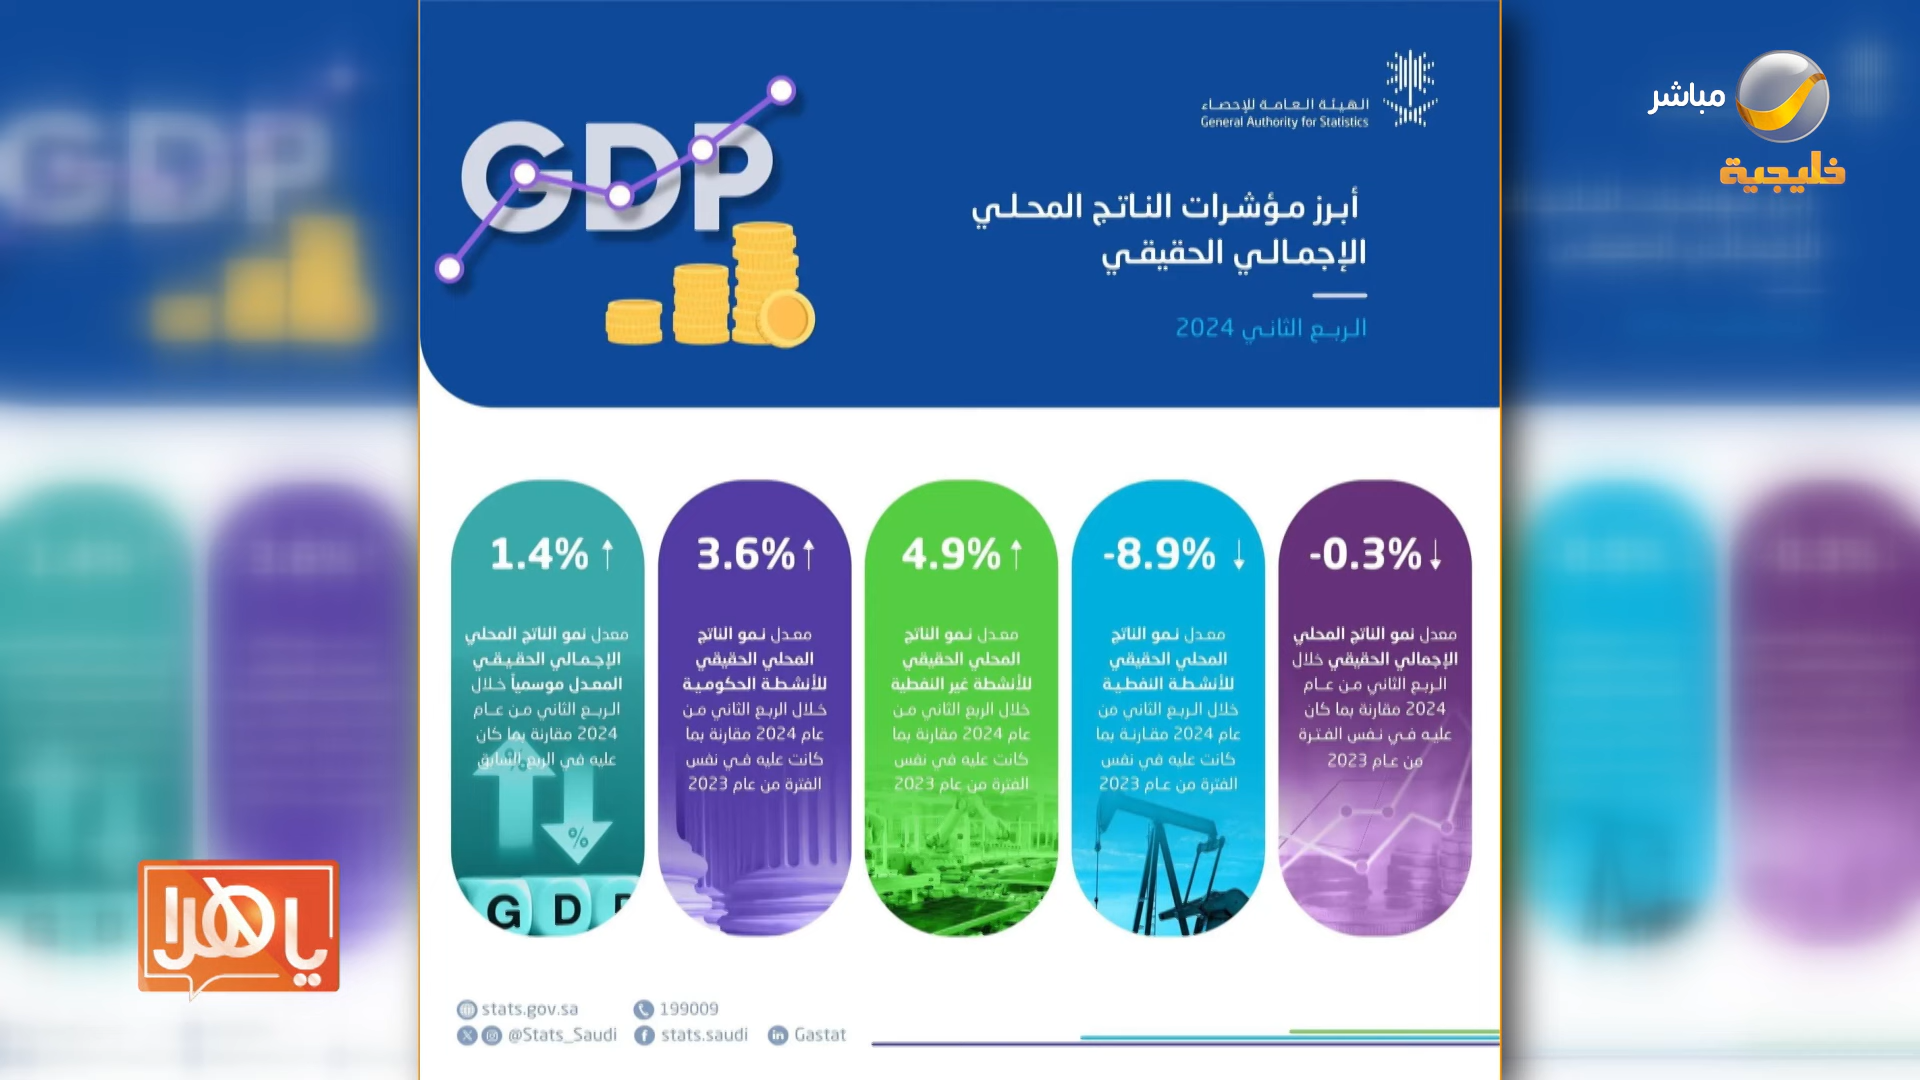 مباشر
خليجية
الهيئة العامة للإحصاء
General Authority for Statistics
GDP
أبرز مؤشرات الناتج المحلي
الإجمالي الحقيقي
الربع الثاني 2024
-0.3%
معدل نمو الناتج المحلي
الإجمالي الحقيقي خلال
الربع الثاني من عام
2024 مقارنة بما كان
عليه في نفس الفترة
من عام 2023
-8.9%
معدل نمو الناتج
المحلي الحقيقي
للأنشطة النفطية
خلال الربع الثاني من
عام 2024 مقارنة بما
كانت عليه في نفس
الفترة من عام 2023
4.9%
معدل نمو الناتج
المحلي الحقيقي
للأنشطة غير النفطية
خلال الربع الثاني من
عام 2024 مقارنة بما
كانت عليه في نفس
الفترة من عام 2023
3.6%
معدل نمو الناتج
المحلي الحقيقي
للأنشطة الحكومية
خلال الربع الثاني من
عام 2024 مقارنة بما
كانت عليه في نفس
الفترة من عام 2023
1.4%
معدل نمو الناتج المحلي
الإجمالي الحقيقي
المعدل موسمياً خلال
الربع الثاني من عام
2024 مقارنة بما كان
عليه في الربع السابق
%
%
G D P
ياهلا
stats.gov.sa
199009
@Stats_Saudi
stats.saudi
Gastat